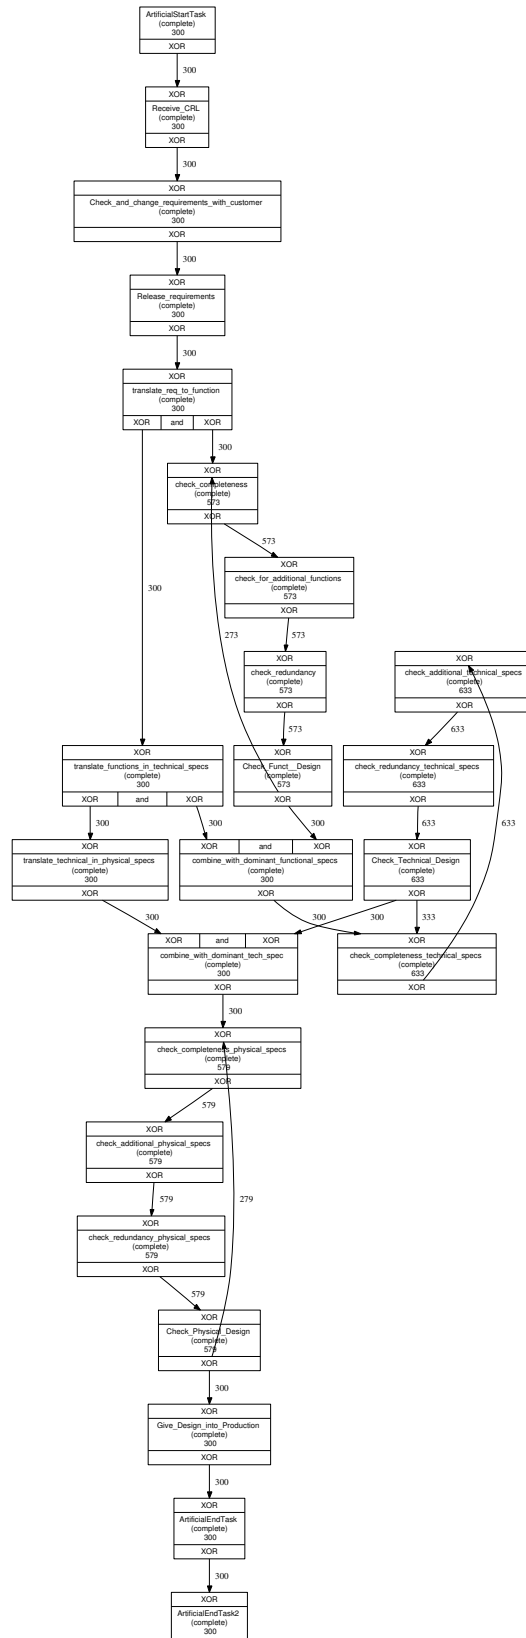 ArtificialStartTask
(complete)
300
XOR
300
XOR
Receive_CRL
(complete)
300
XOR
300
XOR
Check_and_change_requirements_with_customer
(complete)
300
XOR
300
XOR
Release_requirements
(complete)
300
XOR
300
XOR
translate_req_to_function
(complete)
300
XOR and XOR
300
300
XOR
check_completeness
(complete)
573
XOR
573
XOR
check_for_additional_functions
(complete)
573
XOR
273
573
XOR
check_redundancy
(complete)
573
XOR
573
XOR
check_additional_technical_specs
(complete)
633
XOR
633
633
XOR
translate_functions_in_technical_specs
(complete)
300
XOR and XOR
300
300
XOR
Check_Funct__Design
(complete)
573
XOR
300
XOR
check_redundancy_technical_specs
(complete)
633
XOR
633
XOR
translate_technical_in_physical_specs
(complete)
300
XOR
300
XOR and XOR
combine_with_dominant_functional_specs
(complete)
300
XOR
300
XOR
Check_Technical_Design
(complete)
633
XOR
300
333
XOR and XOR
combine_with_dominant_tech_spec
(complete)
300
XOR
300
XOR
check_completeness_technical_specs
(complete)
633
XOR
XOR
check_completeness_physical_specs
(complete)
579
XOR
579
XOR
check_additional_physical_specs
(complete)
579
XOR
579
279
XOR
check_redundancy_physical_specs
(complete)
579
XOR
579
XOR
Check_Physical_Design
(complete)
579
XOR
300
XOR
Give_Design_into_Production
(complete)
300
XOR
300
XOR
ArtificialEndTask
(complete)
300
XOR
300
XOR
ArtificialEndTask2
(complete)
300